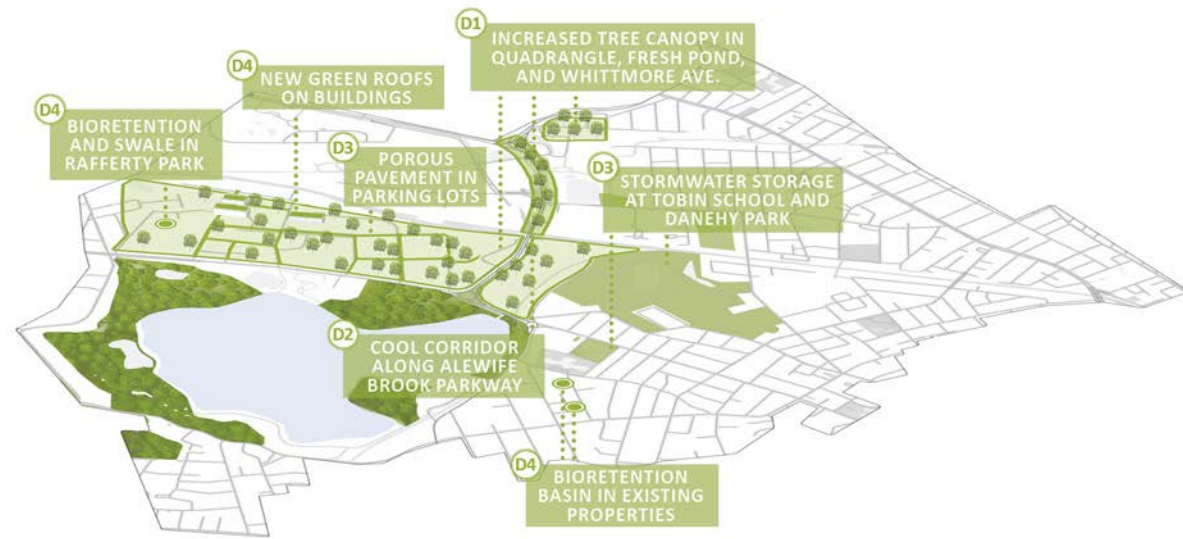 D1
INCREASED TREE CANOPY IN
QUADRANGLE, FRESH POND,
AND WHITTMORE AVE.
D4
NEW GREEN ROOFS
ON BUILDINGS
D4
BIORETENTION
AND SWALE IN
RAFFERTY PARK
D3
POROUS
PAVEMENT IN
PARKING LOTS
D3
STORMWATER STORAGE
AT TOBIN SCHOOL AND
DANEHY PARK
D2
COOL CORRIDOR
ALONG ALEWIFE
BROOK PARKWAY
D4
BIORETENTION
BASIN IN EXISTING
PROPERTIES